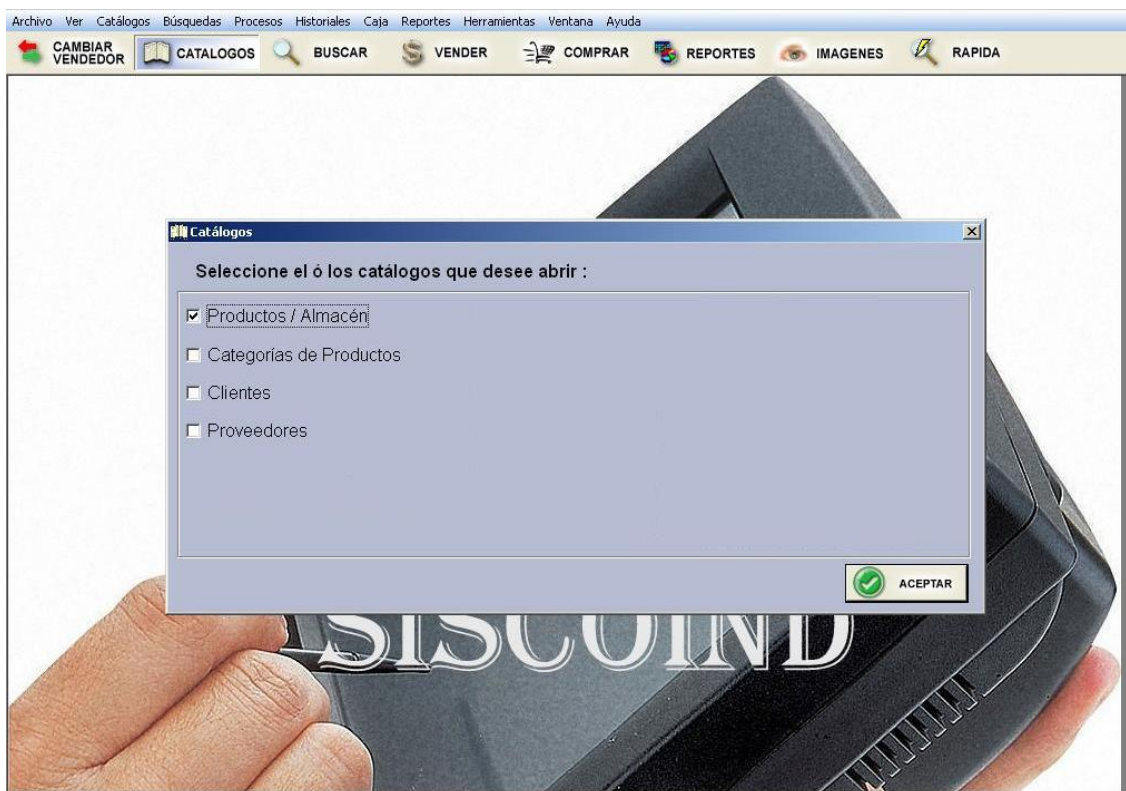 Archivo Ver Catálogos Búsquedas Procesos Historiales Caja Reportes Herramientas Ventana Ayuda
CAMBIAR VENDEDOR CATALOGOS BUSCAR VENDER COMPRAR REPORTES IMAGENES RAPIDA
Catálogos
Seleccione el ó los catálogos que desee abrir :
Productos / Almacén
Categorías de Productos
Clientes
Proveedores
ACEPTAR
SISCOIND